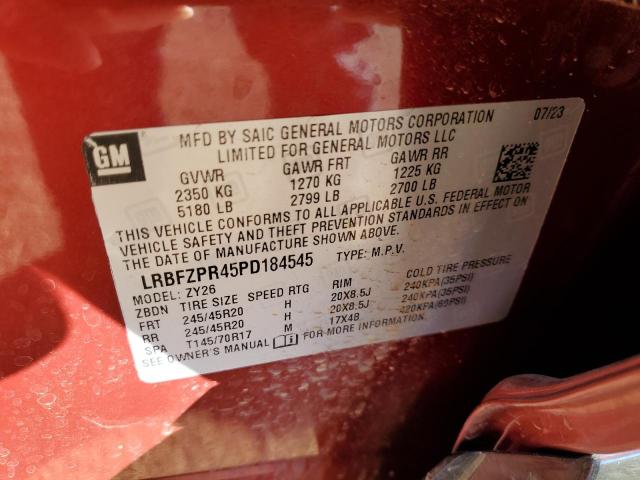 GM
MFD BY SAIC GENERAL MOTORS CORPORATION 07/23
LIMITED FOR GENERAL MOTORS LLC
GVWR GAWR FRT GAWR RR
2350 KG 1270 KG 1225 KG
5180 LB 2799 LB 2700 LB
THIS VEHICLE CONFORMS TO ALL APPLICABLE U.S. FEDERAL MOTOR
VEHICLE SAFETY AND THEFT PREVENTION STANDARDS IN EFFECT ON
THE DATE OF MANUFACTURE SHOWN ABOVE.
LRBFZPR45PD184545 TYPE: M.P.V.
MODEL: ZY26
ZBDN TIRE SIZE SPEED RTG RIM COLD TIRE PRESSURE
FRT 245/45R20 H 20X8.5J 240KPA(35PSI)
RR 245/45R20 H 20X8.5J 240KPA(35PSI)
SPA T145/70R17 M 17X4B 420KPA(60PSI)
SEE OWNER'S MANUAL FOR MORE INFORMATION.